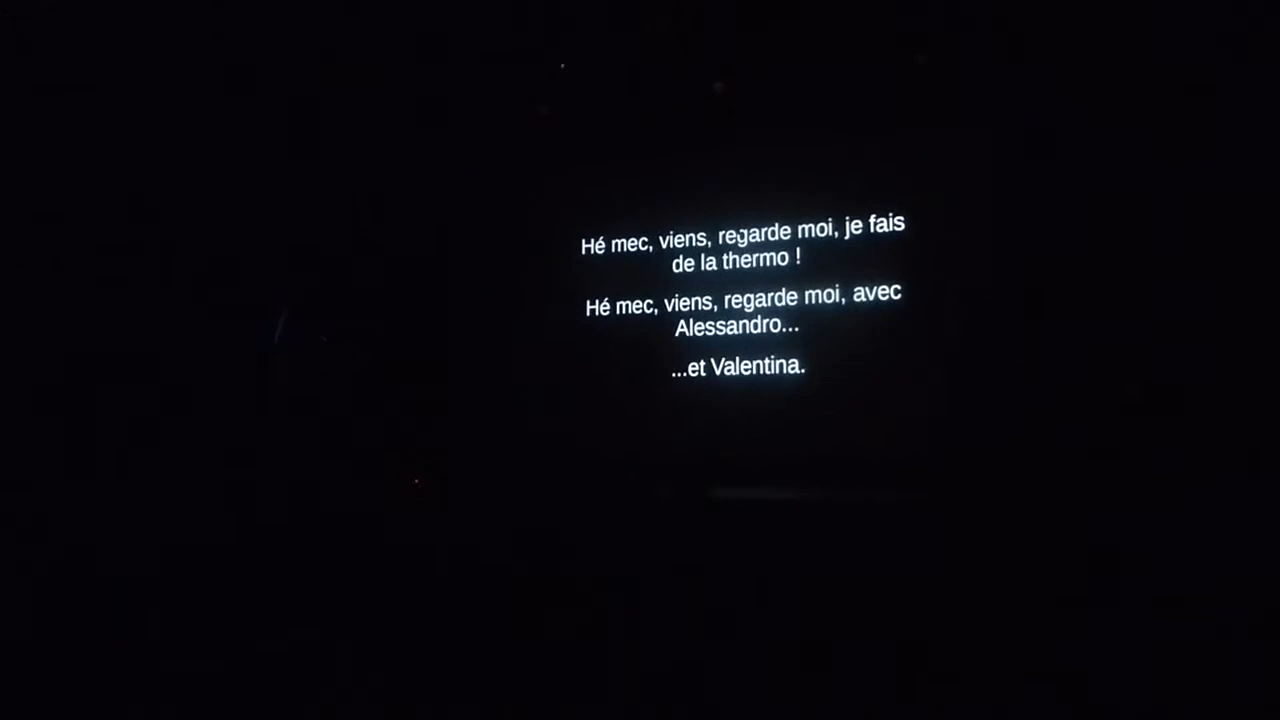 Hé mec, viens, regarde moi, je fais
de la thermo !
Hé mec, viens, regarde moi, avec
Alessandro...
...et Valentina.